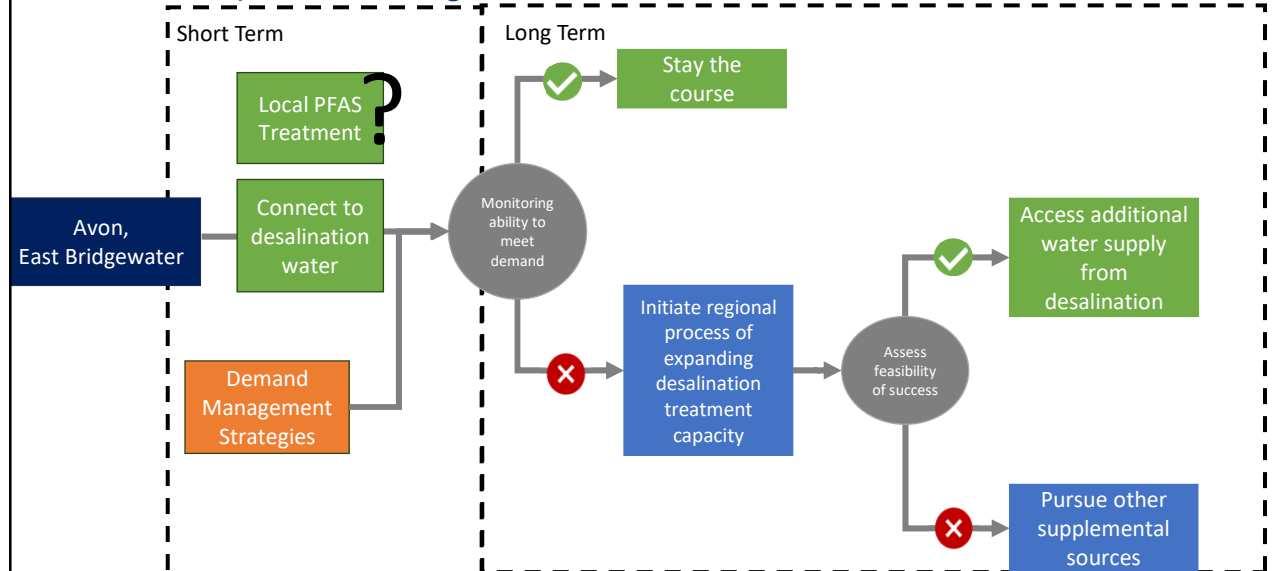 Short Term
Long Term
Local PFAS
Treatment
?
Avon,
East Bridgewater
Connect to
desalination
water
Demand
Management
Strategies
Monitoring
ability to
meet
demand
Stay the
course
Initiate regional
process of
expanding
desalination
treatment
capacity
Assess
feasibility
of success
Access additional
water supply
from
desalination
Pursue other
supplemental
sources